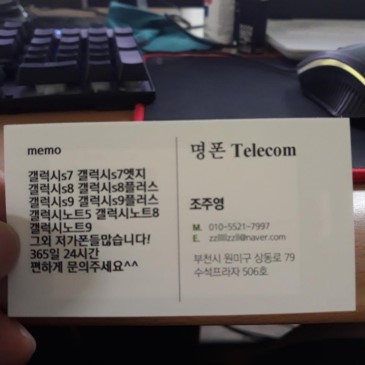 memo
갤럭시s7 갤럭시s7엣지
갤럭시s8 갤럭시s8플러스
갤럭시s9 갤럭시s9플러스
갤럭시노트5 갤럭시노트8
갤럭시노트9
그외 저가폰들많습니다!
365일 24시간
편하게 문의주세요^^
명폰 Telecom
조주영
M. 010-5521-7997
E.
부천시 원미구 상동로 79
수석프라자 506호